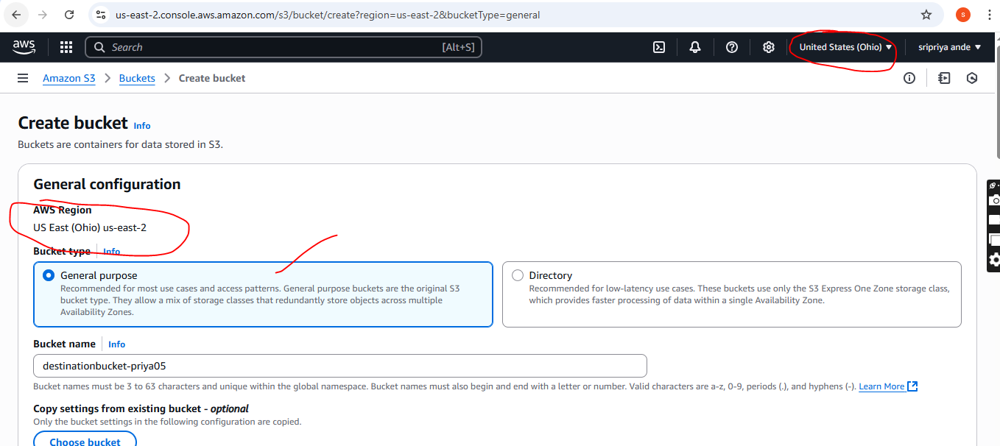 us-east-2.console.aws.amazon.com/s3/bucket/create?region=us-east-2&bucketType=general
S
aws
Search
[Alt+S]
United States (Ohio)
sripriya ande
Amazon S3 > Buckets > Create bucket
Create bucket Info
Buckets are containers for data stored in S3.
General configuration
AWS Region
US East (Ohio) us-east-2
Bucket type Info
General purpose
Recommended for most use cases and access patterns. General purpose buckets are the original S3
bucket type. They allow a mix of storage classes that redundantly store objects across multiple
Availability Zones.
Directory
Recommended for low-latency use cases. These buckets use only the S3 Express One Zone storage class,
which provides faster processing of data within a single Availability Zone.
Bucket name Info
destinationbucket-priya05
Bucket names must be 3 to 63 characters and unique within the global namespace. Bucket names must also begin and end with a letter or number. Valid characters are a-z, 0-9, periods (.), and hyphens (-). Learn More
Copy settings from existing bucket - optional
Only the bucket settings in the following configuration are copied.
Choose bucket